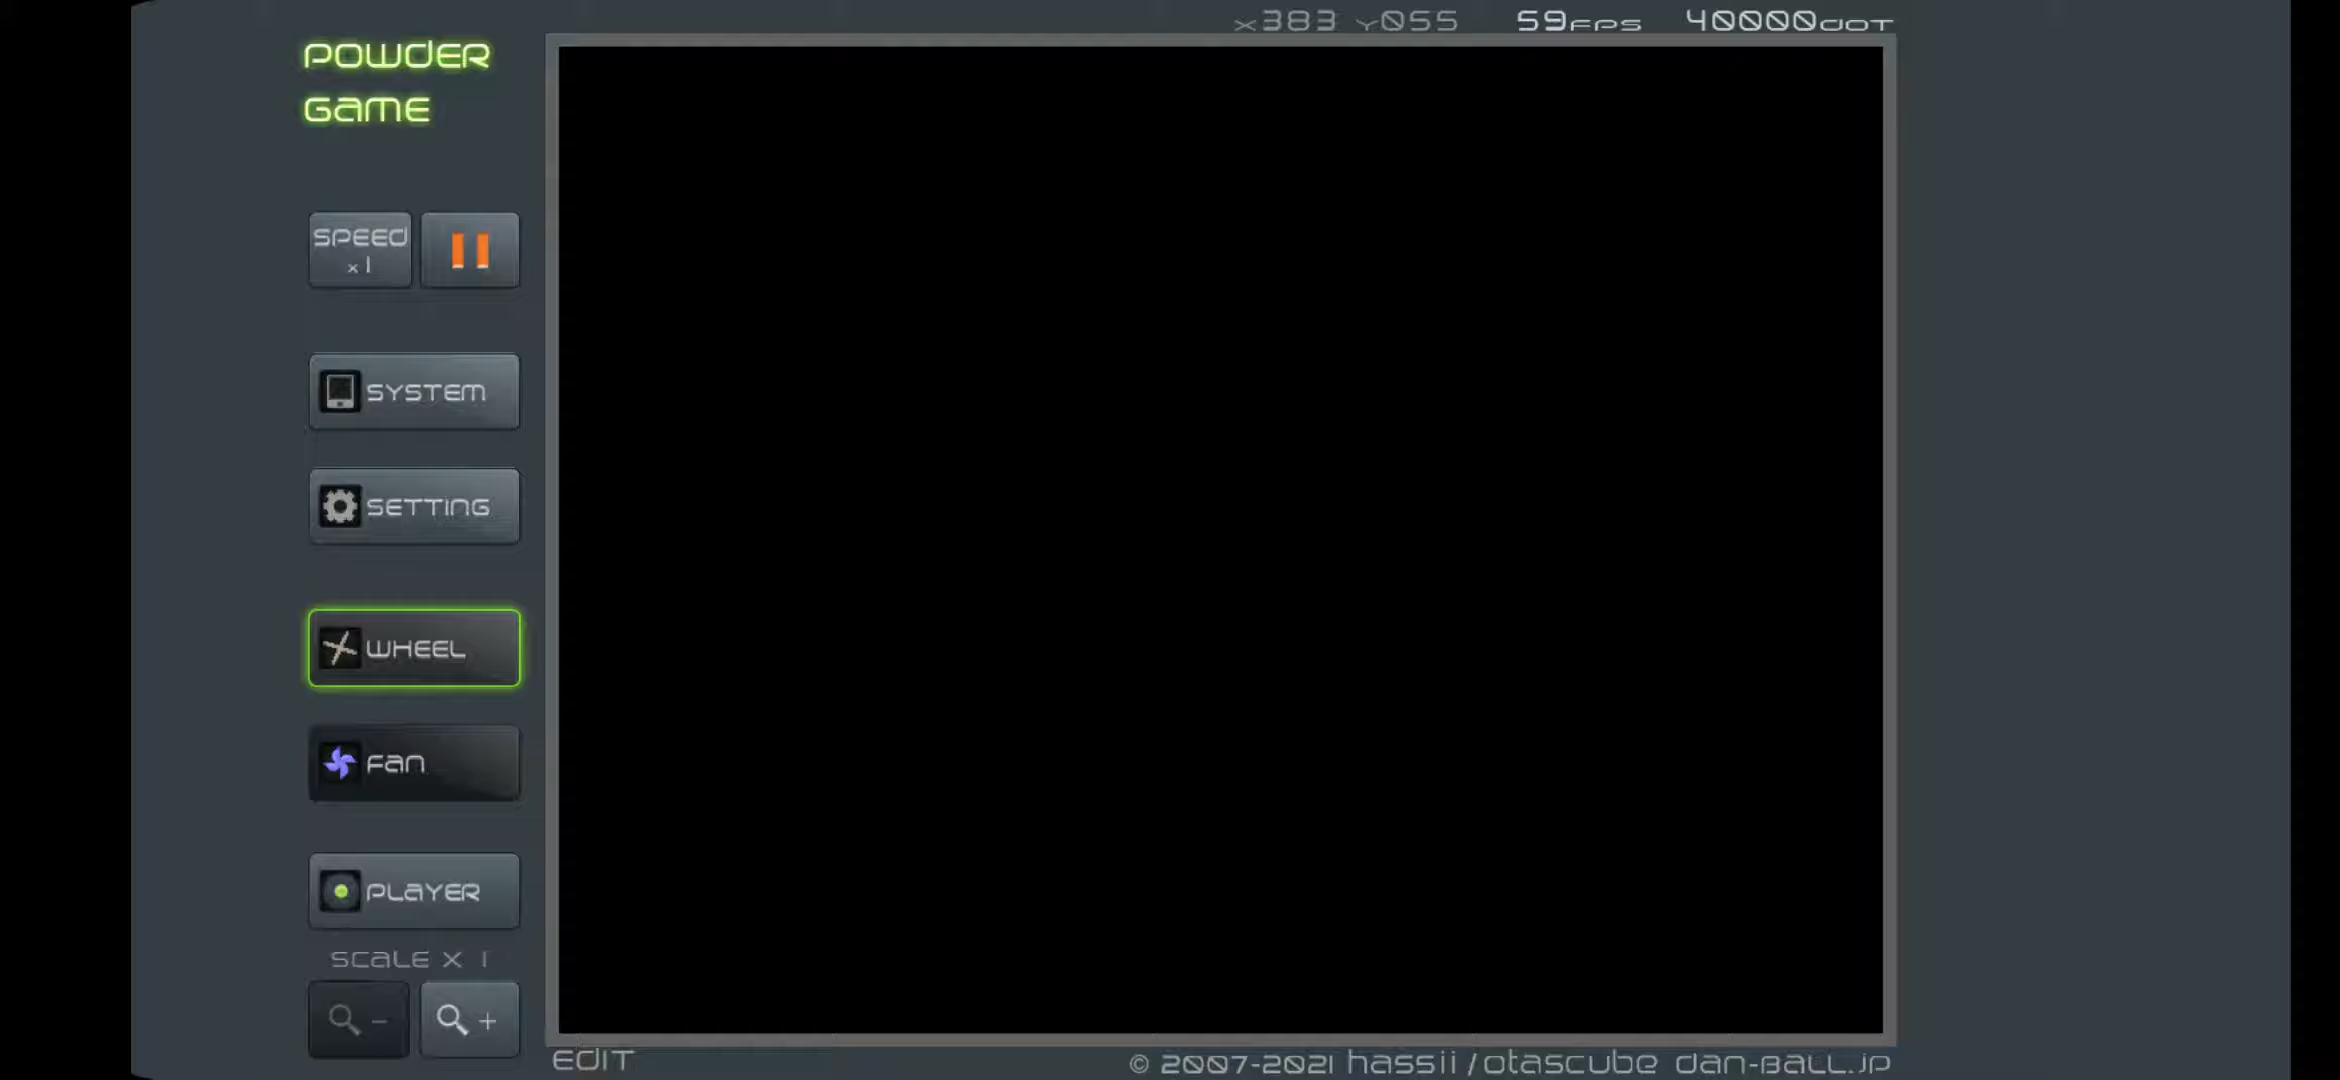 x383 Y055 59FPS 40000DOT
POWDER
GAME
SPEED
x1
SYSTEM
SETTING
WHEEL
FAN
PLAYER
SCALE X 1
-
+
EDIT
© 2007-2021 hassii/otascube dan-ball.jp